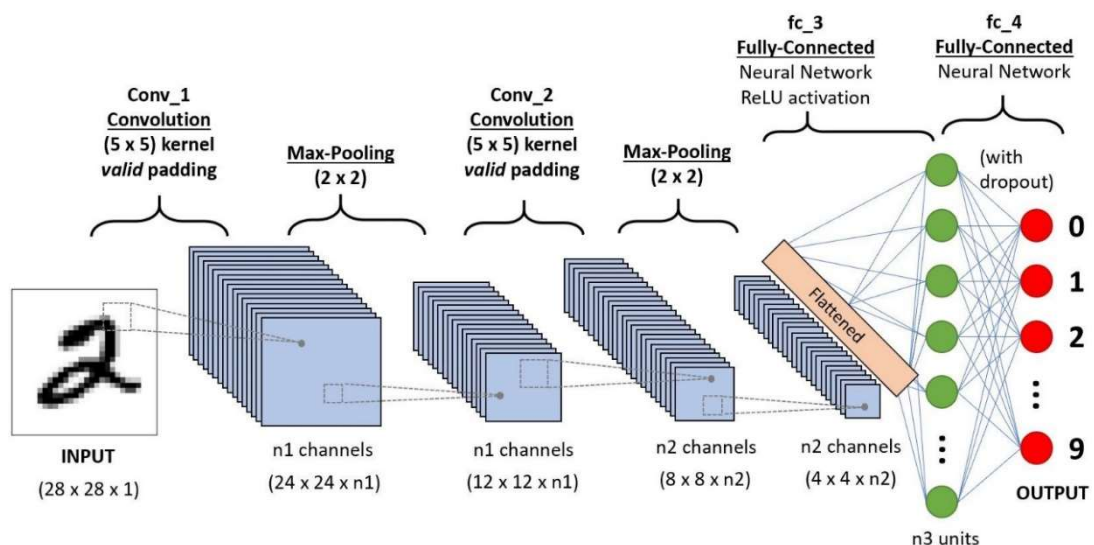 fc_3
Fully-Connected
Neural Network
ReLU activation
fc_4
Fully-Connected
Neural Network
Conv_1
Convolution
(5 x 5) kernel
valid padding
Max-Pooling
(2 x 2)
Conv_2
Convolution
(5 x 5) kernel
valid padding
Max-Pooling
(2 x 2)
(with
dropout)
Flattened
0
1
2
9
INPUT
(28 x 28 x 1)
n1 channels
(24 x 24 x n1)
n1 channels
(12 x 12 x n1)
n2 channels
(8 x 8 x n2)
n2 channels
(4 x 4 x n2)
OUTPUT
n3 units